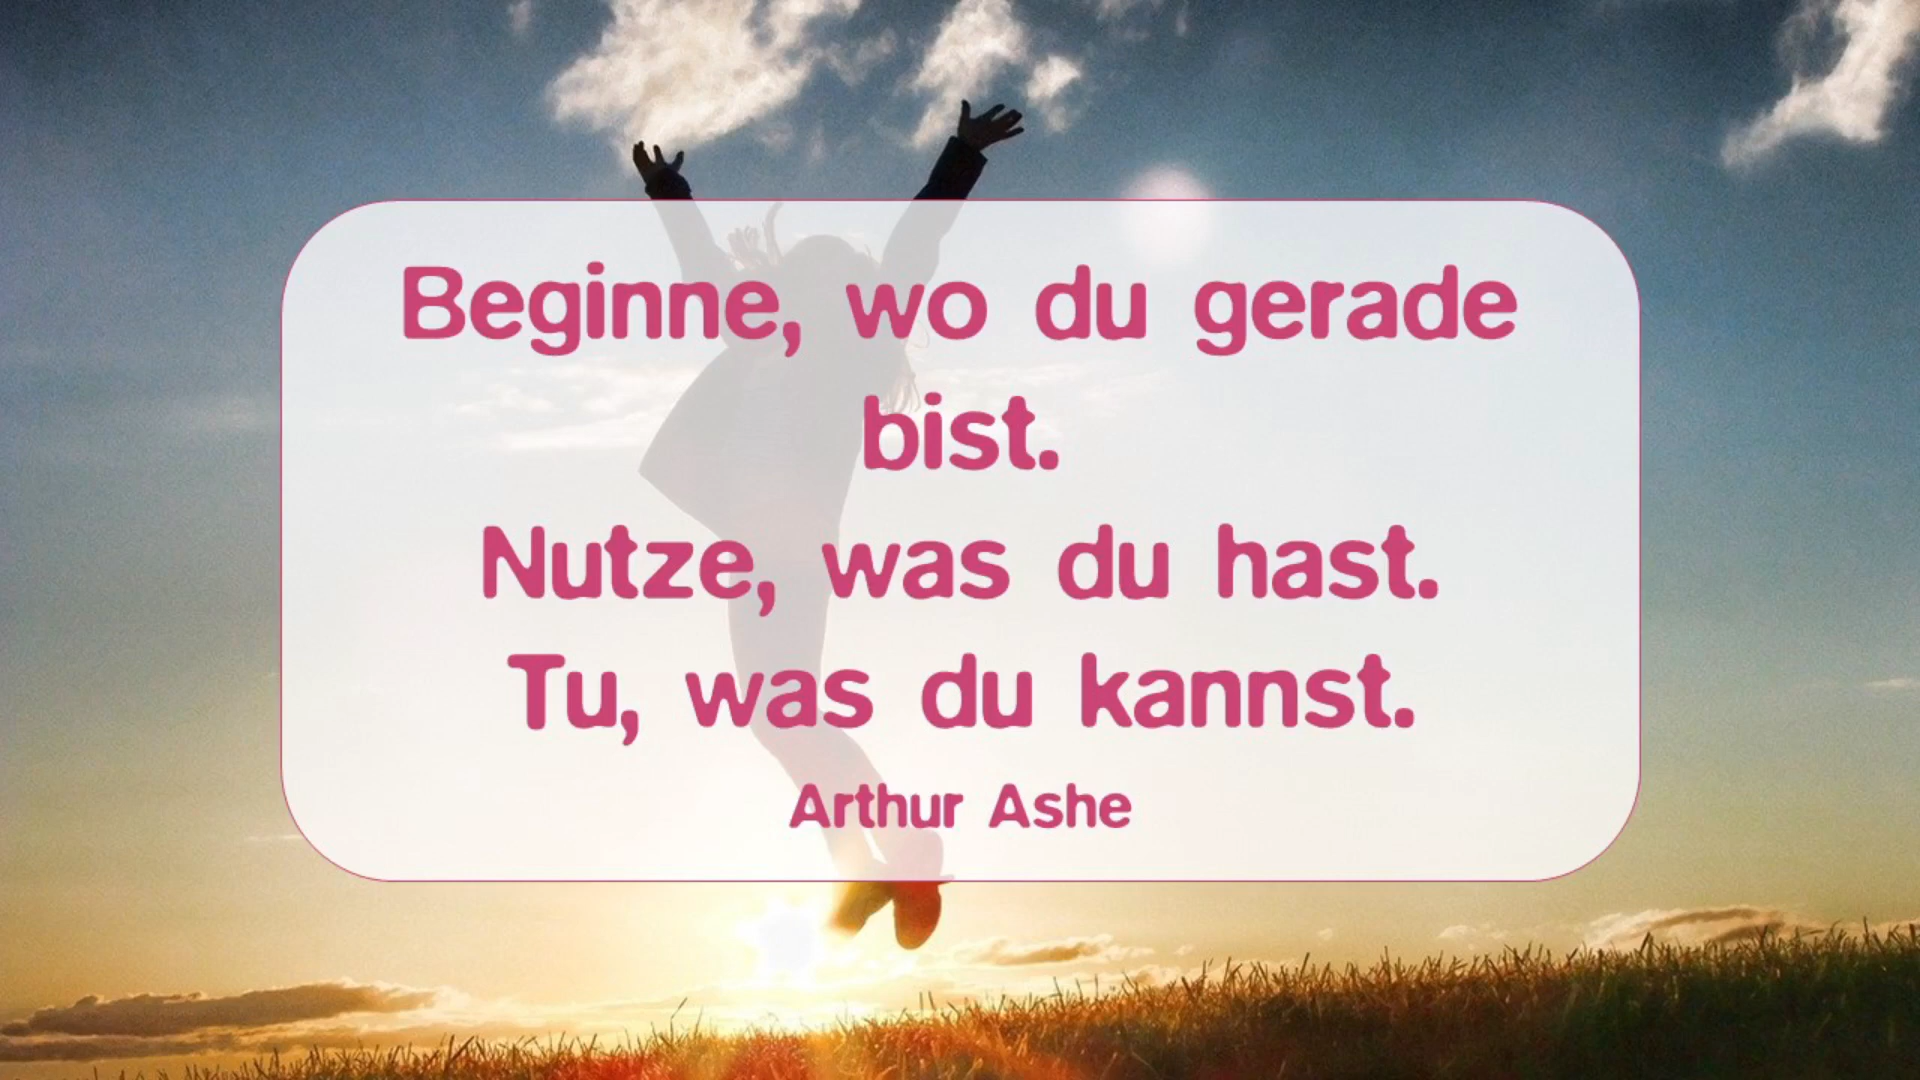 Beginne, wo du gerade
bist.
Nutze, was du hast.
Tu, was du kannst.
Arthur Ashe